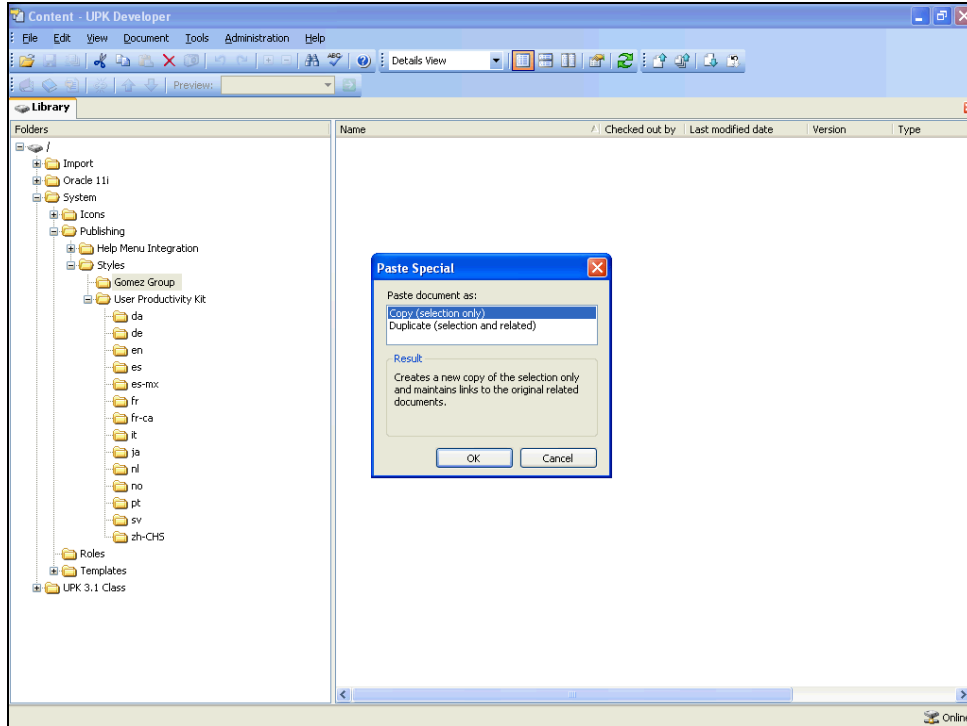 Content - UPK Developer
File Edit View Document Tools Administration Help
ABC Details View
Preview:
Library
Folders Name Checked out by Last modified date Version Type
/
Import
Oracle 11i
System
Icons
Publishing
Help Menu Integration
Styles
Gomez Group
User Productivity Kit
da
de
en
es
es-mx
fr
fr-ca
it
ja
nl
no
pt
sv
zh-CHS
Roles
Templates
UPK 3.1 Class
Paste Special
Paste document as:
Copy (selection only)
Duplicate (selection and related)
Result
Creates a new copy of the selection only
and maintains links to the original related
documents.
OK Cancel
Online